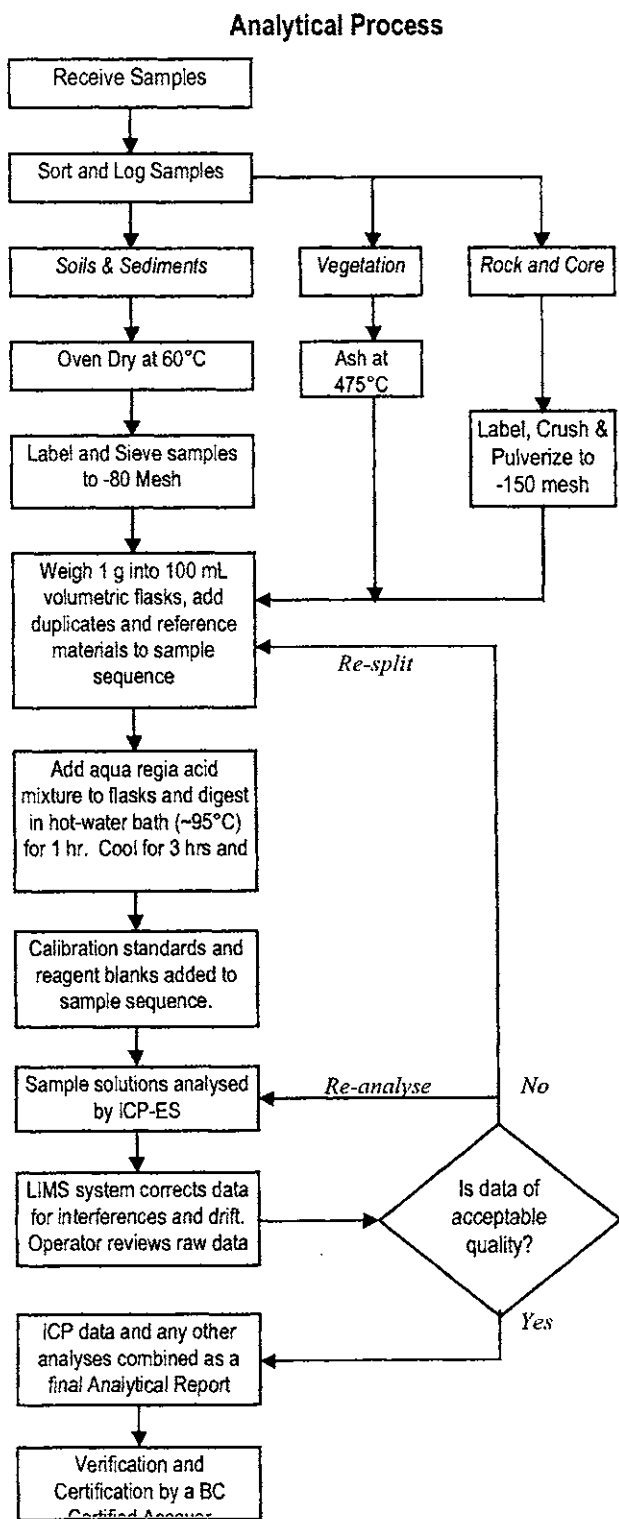 Analytical Process
Receive Samples
Sort and Log Samples
Soils & Sediments
Vegetation
Rock and Core
Oven Dry at 60°C
Ash at
475°C
Label, Crush &
Pulverize to
-150 mesh
Label and Sieve samples
to -80 Mesh
Weigh 1 g into 100 mL
volumetric flasks, add
duplicates and reference
materials to sample
sequence
Re-split
Add aqua regia acid
mixture to flasks and digest
in hot-water bath (~95°C)
for 1 hr. Cool for 3 hrs and
Calibration standards and
reagent blanks added to
sample sequence.
Sample solutions analysed
by ICP-ES
Re-analyse
No
LIMS system corrects data
for interferences and drift.
Operator reviews raw data
Is data of
acceptable
quality?
Yes
ICP data and any other
analyses combined as a
final Analytical Report
Verification and
Certification by a BC
Certified Assayer